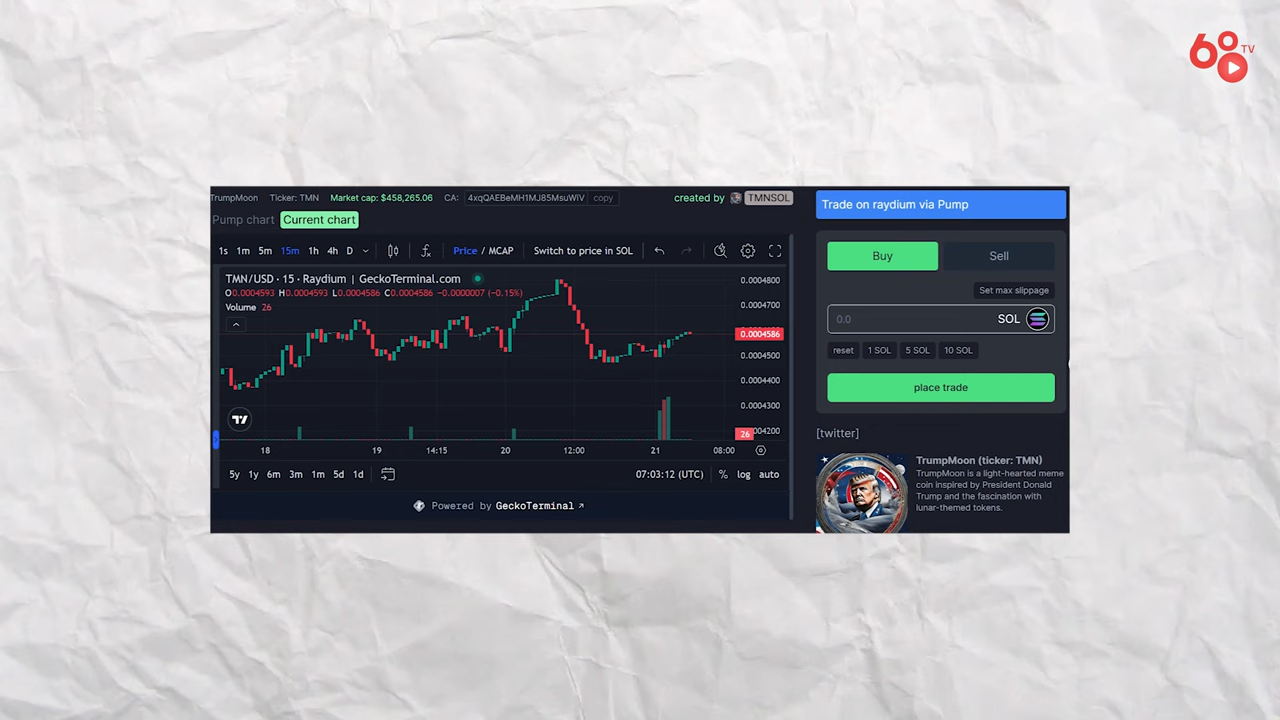 68 TV
TrumpMoon Ticker: TMN Market cap: $458,265.06 CA: 4xqQAEBeMH1MJ85MsuWiV copy created by TMNSOL
Pump chart Current chart
1s 1m 5m 15m 1h 4h D Price / MCAP Switch to price in SOL
TMN/USD · 15 · Raydium | GeckoTerminal.com
O0.0004593 H0.0004593 L0.0004586 C0.0004586 −0.0000007 (−0.15%)
Volume 26
0.0004800
0.0004700
0.0004586
0.0004500
0.0004400
0.0004300
26
18 19 14:15 20 12:00 21 08:00
5y 1y 6m 3m 1m 5d 1d 07:03:12 (UTC) % log auto
Powered by GeckoTerminal
Trade on raydium via Pump
Buy Sell
Set max slippage
0.0 SOL
reset 1 SOL 5 SOL 10 SOL
place trade
[twitter]
TrumpMoon (ticker: TMN)
TrumpMoon is a light-hearted meme
coin inspired by President Donald
Trump and the fascination with
lunar-themed tokens.